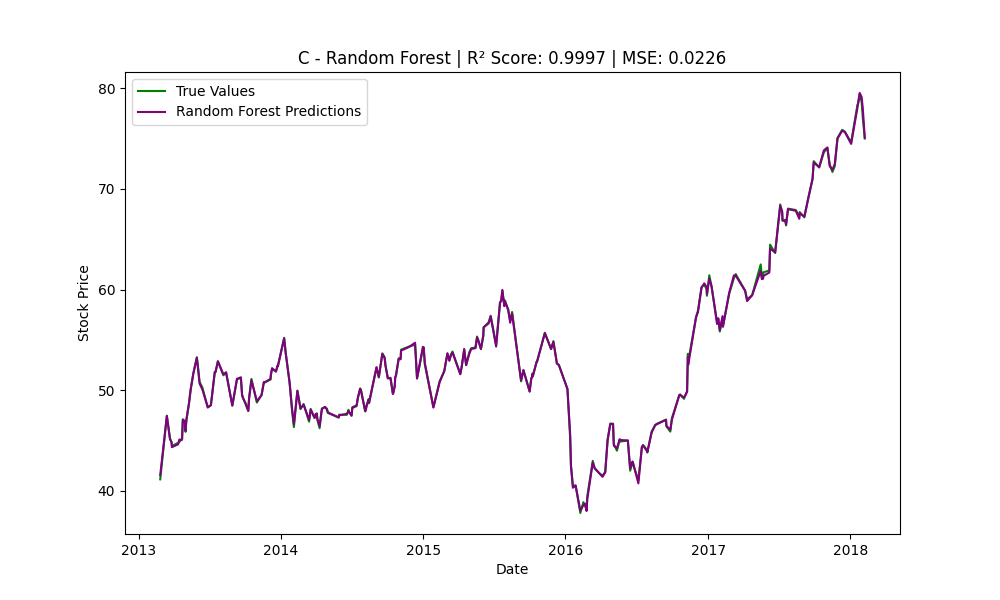 C - Random Forest | R² Score: 0.9997 | MSE: 0.0226
True Values
Random Forest Predictions
80
70
60
50
40
Stock Price
2013 2014 2015 2016 2017 2018
Date